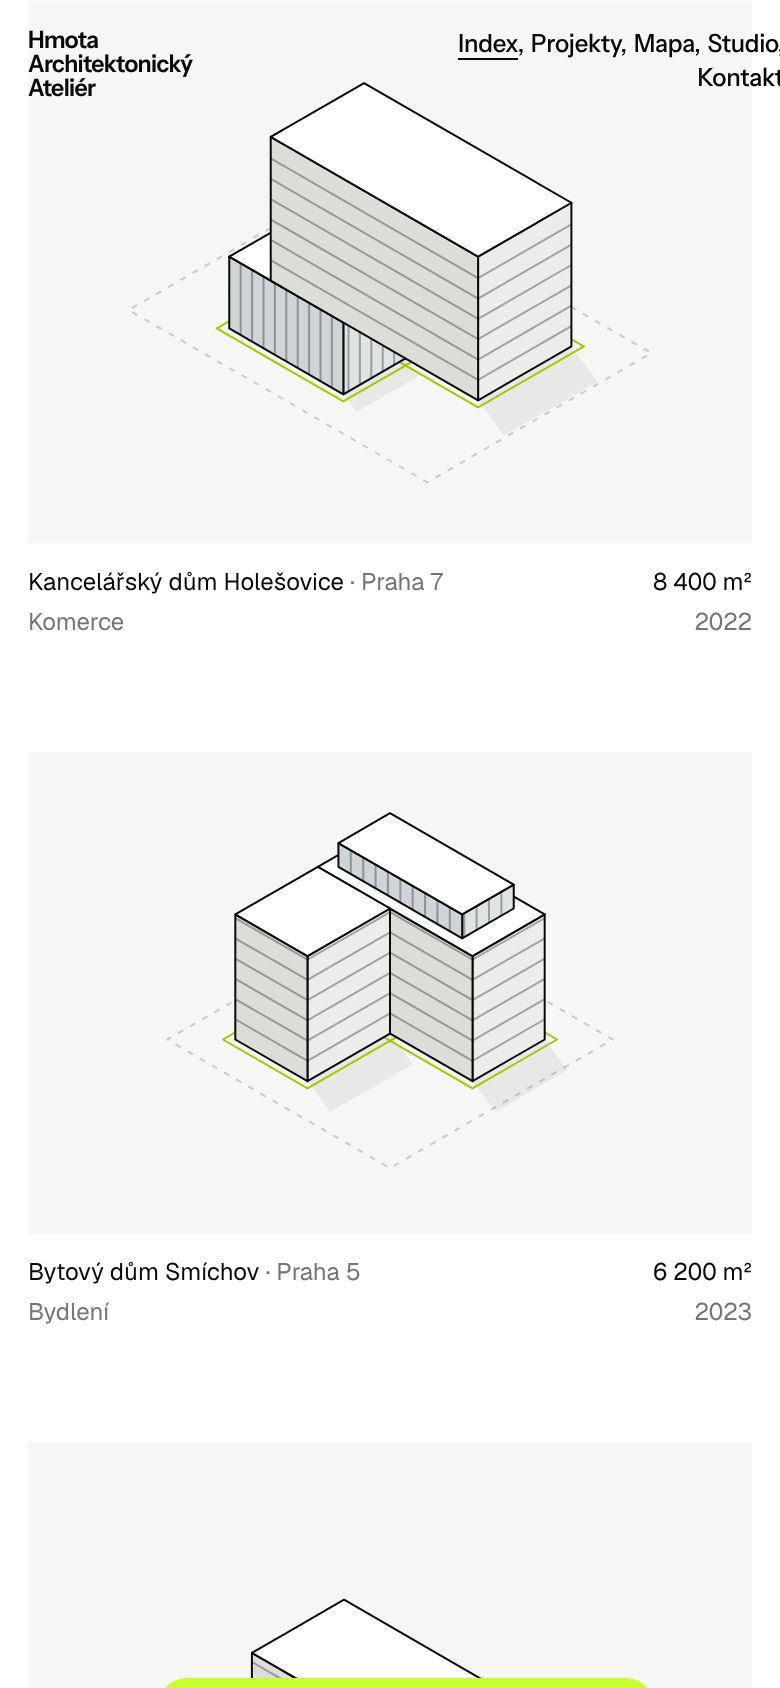 Hmota
Architektonický
Ateliér
Index, Projekty, Mapa, Studio,
Kontakt
Kancelářský dům Holešovice · Praha 7
8 400 m²
Komerce
2022
Bytový dům Smíchov · Praha 5
6 200 m²
Bydlení
2023